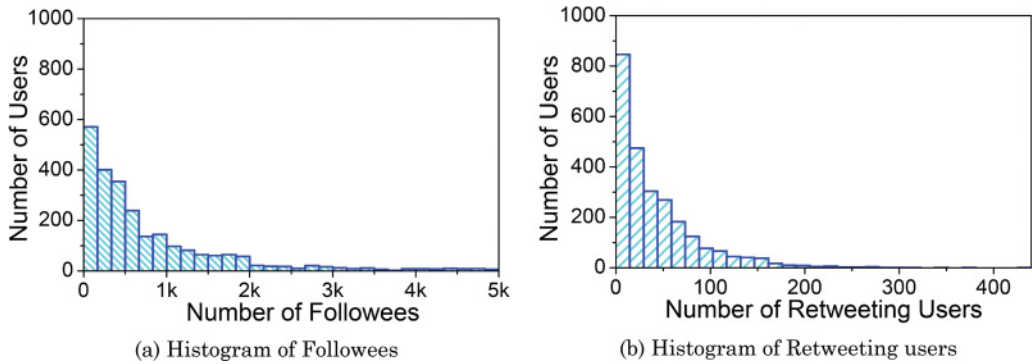 1000
800
600
400
200
0
Number of Users
0 1k 2k 3k 4k 5k
Number of Followees
(a) Histogram of Followees
1000
800
600
400
200
0
Number of Users
0 100 200 300 400
Number of Retweeting Users
(b) Histogram of Retweeting users